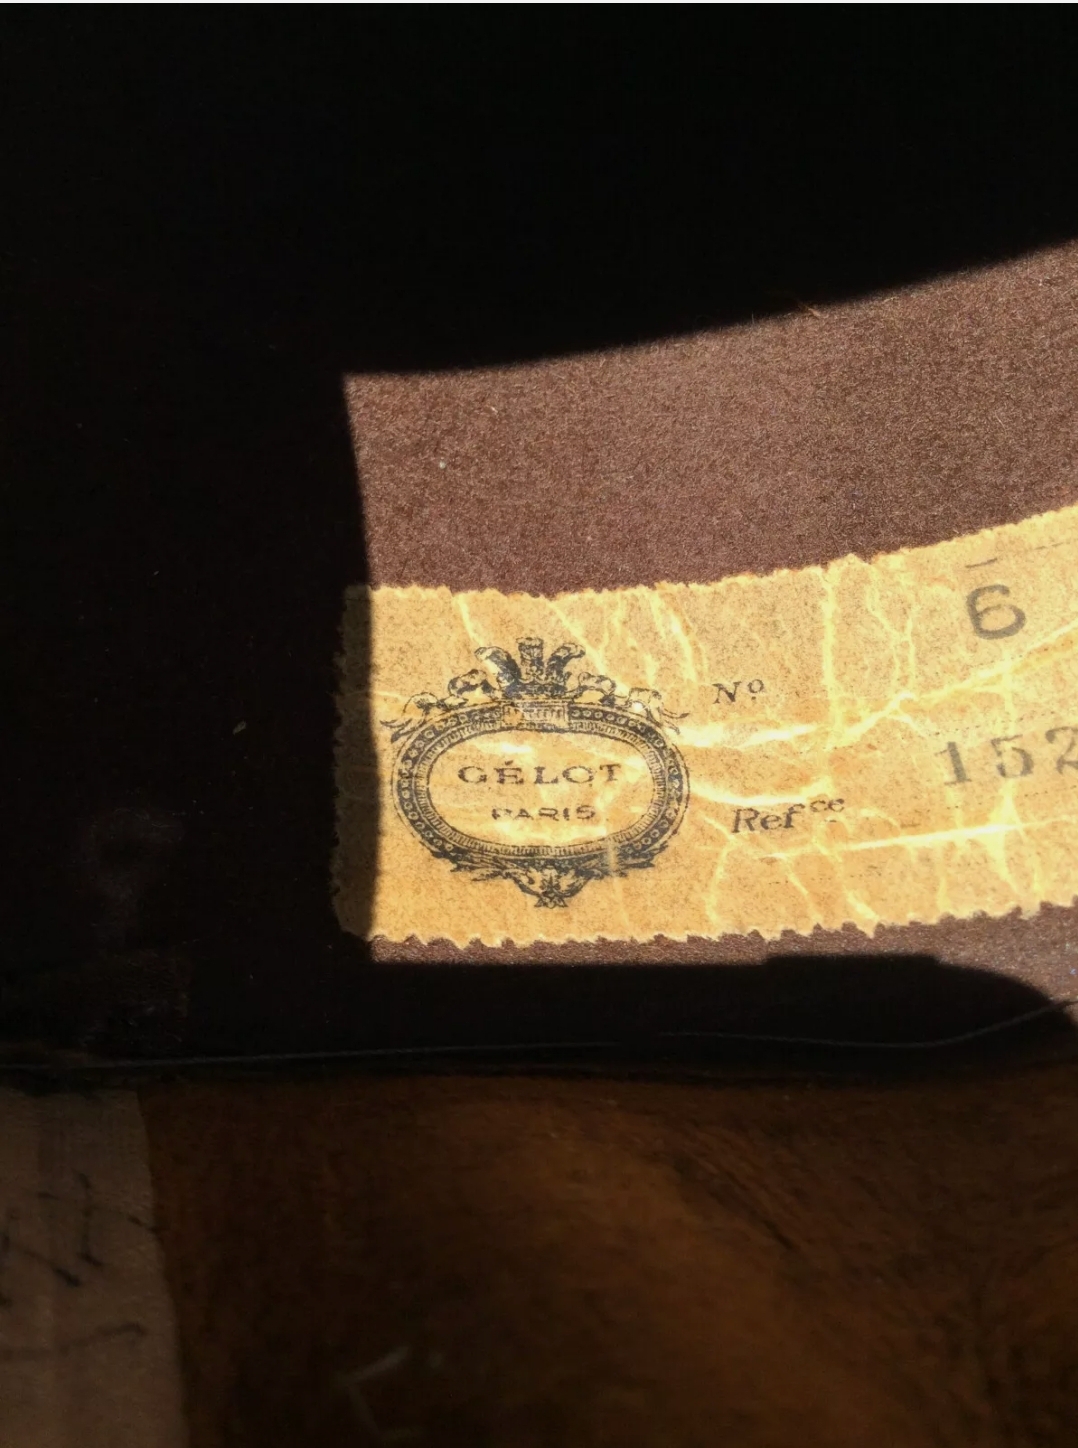 6
Nº
GÉLOT
152
PARIS
Refce